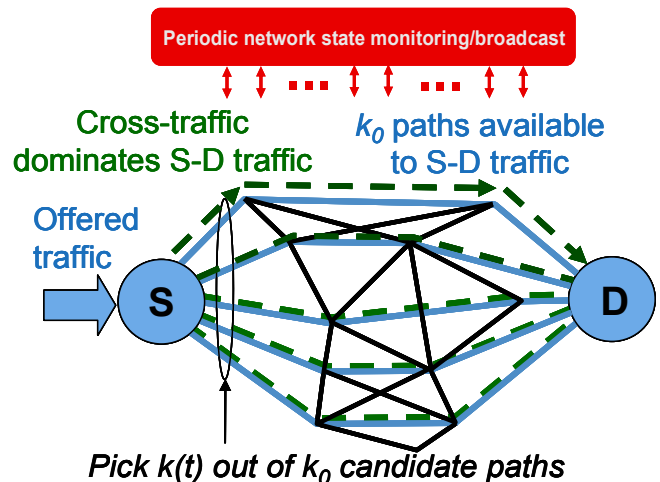 Periodic network state monitoring/broadcast
Cross-traffic
dominates S-D traffic
k₀ paths available
to S-D traffic
Offered
traffic
S
D
Pick k(t) out of k₀ candidate paths